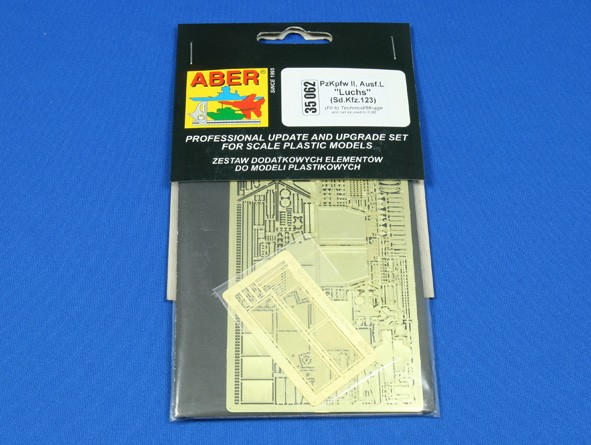 ABER
SINCE 1995
35 062
PzKpfw II, Ausf.L
"Luchs"
(Sd.Kfz.123)
PROFESSIONAL UPDATE AND UPGRADE SET
FOR SCALE PLASTIC MODELS
ZESTAW DODATKOWYCH ELEMENTÓW
DO MODELI PLASTIKOWYCH